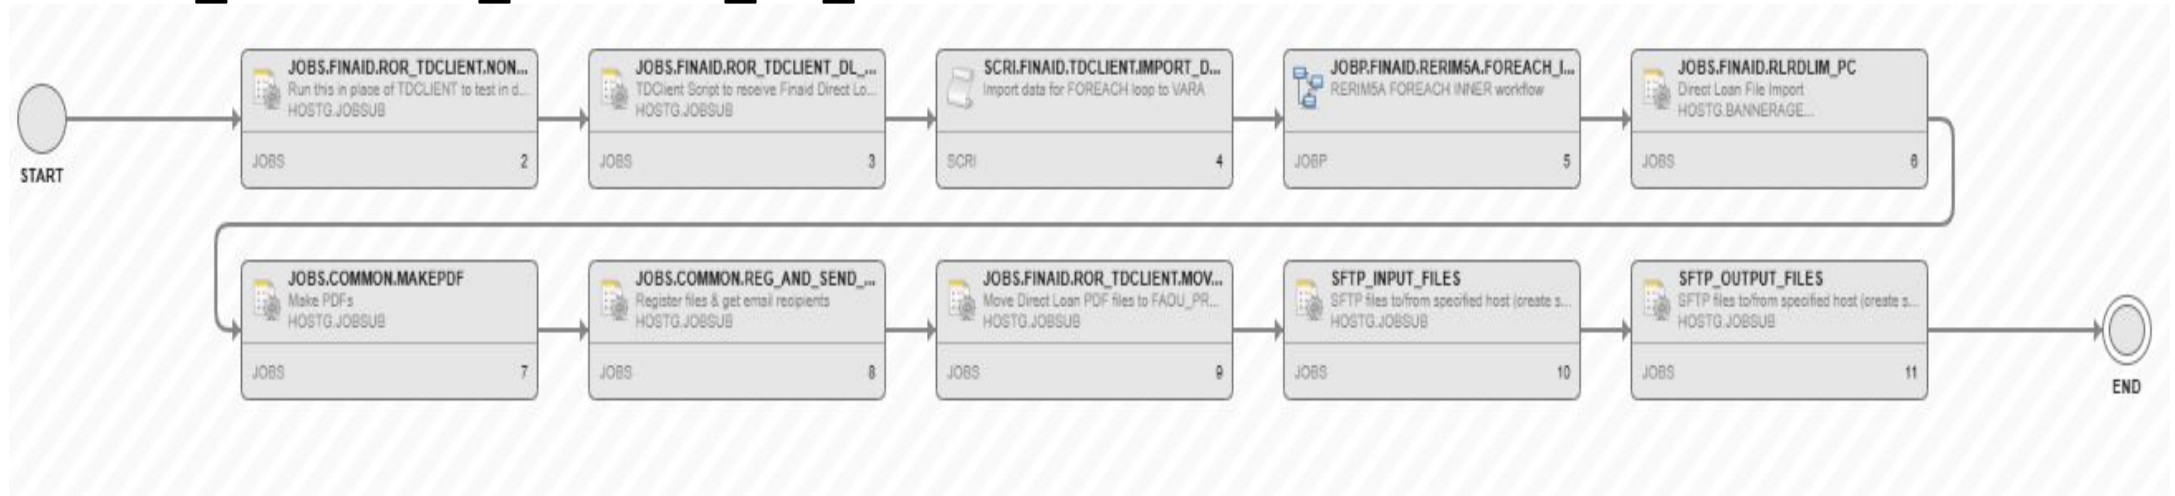 START
JOBS.FINAID.ROR_TDCLIENT.NON...
Run this in place of TDCLIENT to test in d...
HOSTG.JOBSUB
JOBS 2
JOBS.FINAID.ROR_TDCLIENT_DL_...
TDClient Script to receive Finaid Direct Lo...
HOSTG.JOBSUB
JOBS 3
SCRI.FINAID.TDCLIENT.IMPORT_D...
Import data for FOREACH loop to VARA
SCRI 4
JOBP.FINAID.RERIM5A.FOREACH_I...
RERIM5A FOREACH INNER workflow
JOBP 5
JOBS.FINAID.RLRDLIM_PC
Direct Loan File Import
HOSTG.BANNERAGE...
JOBS 6
JOBS.COMMON.MAKEPDF
Make PDFs
HOSTG.JOBSUB
JOBS 7
JOBS.COMMON.REG_AND_SEND_...
Register files & get email recipients
HOSTG.JOBSUB
JOBS 8
JOBS.FINAID.ROR_TDCLIENT.MOV...
Move Direct Loan PDF files to FADU_PR...
HOSTG.JOBSUB
JOBS 9
SFTP_INPUT_FILES
SFTP files to/from specified host (create s...
HOSTG.JOBSUB
JOBS 10
SFTP_OUTPUT_FILES
SFTP files to/from specified host (create s...
HOSTG.JOBSUB
JOBS 11
END